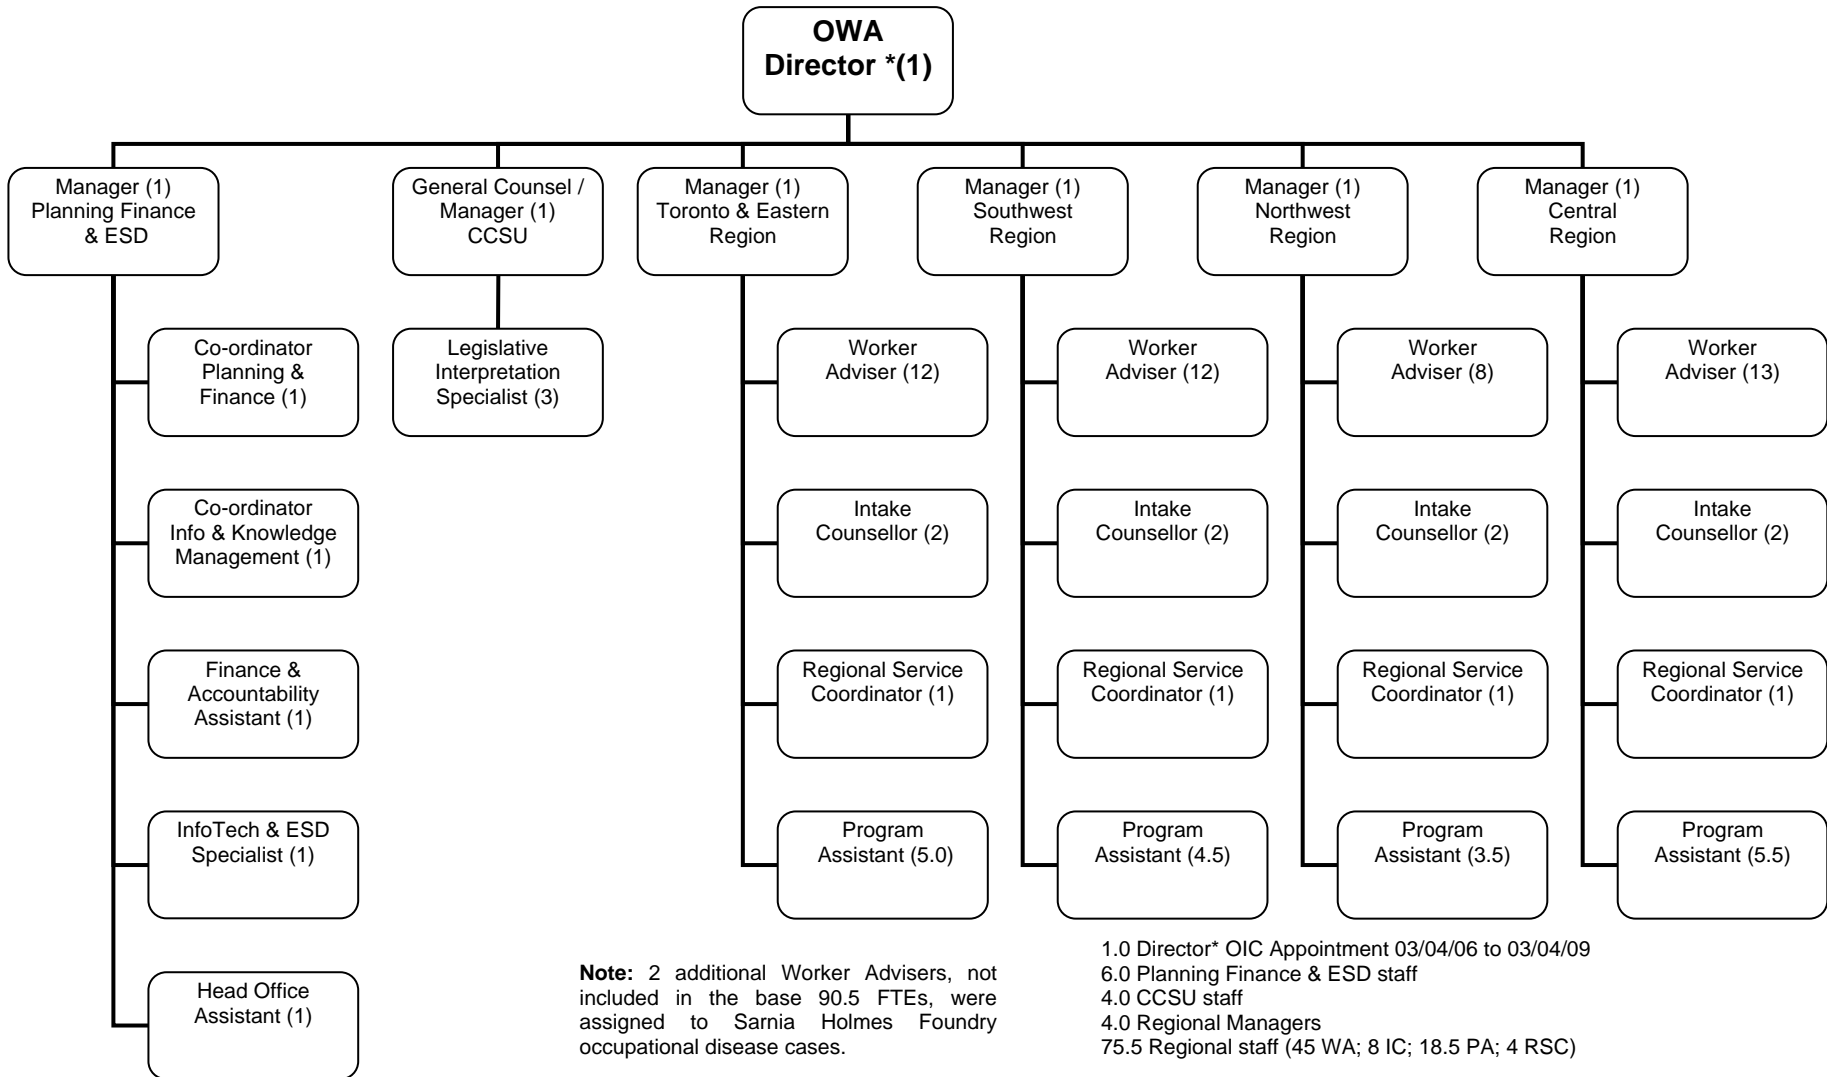 OWA
Director *(1)
Manager (1)
Planning Finance
& ESD
General Counsel /
Manager (1)
CCSU
Manager (1)
Toronto & Eastern
Region
Manager (1)
Southwest
Region
Manager (1)
Northwest
Region
Manager (1)
Central
Region
Co-ordinator
Planning &
Finance (1)
Legislative
Interpretation
Specialist (3)
Worker
Adviser (12)
Worker
Adviser (12)
Worker
Adviser (8)
Worker
Adviser (13)
Co-ordinator
Info & Knowledge
Management (1)
Intake
Counsellor (2)
Intake
Counsellor (2)
Intake
Counsellor (2)
Intake
Counsellor (2)
Finance &
Accountability
Assistant (1)
Regional Service
Coordinator (1)
Regional Service
Coordinator (1)
Regional Service
Coordinator (1)
Regional Service
Coordinator (1)
InfoTech & ESD
Specialist (1)
Program
Assistant (5.0)
Program
Assistant (4.5)
Program
Assistant (3.5)
Program
Assistant (5.5)
Head Office
Assistant (1)
Note: 2 additional Worker Advisers, not
included in the base 90.5 FTEs, were
assigned to Sarnia Holmes Foundry
occupational disease cases.
1.0 Director* OIC Appointment 03/04/06 to 03/04/09
6.0 Planning Finance & ESD staff
4.0 CCSU staff
4.0 Regional Managers
75.5 Regional staff (45 WA; 8 IC; 18.5 PA; 4 RSC)